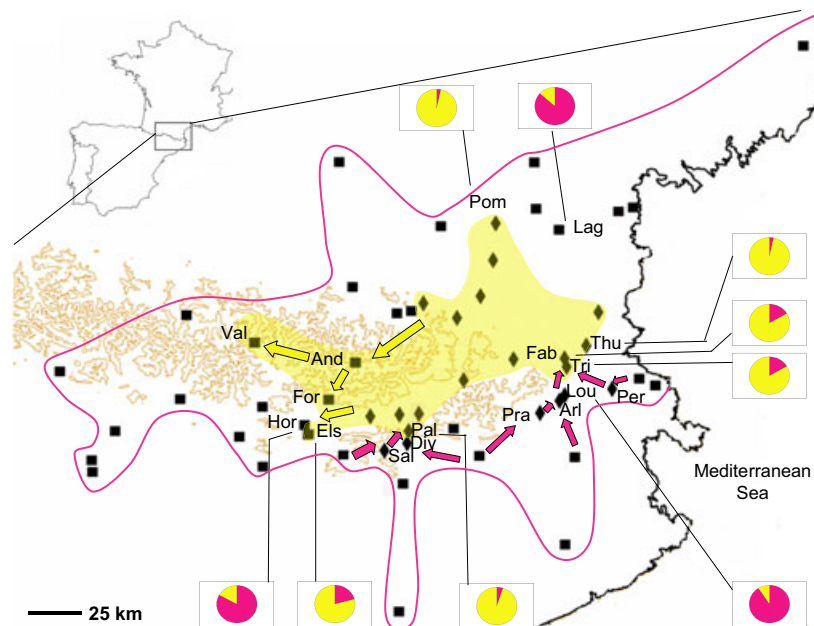 Pom
Lag
Val
And
Fab
Thu
Tri
For
Lou
Per
Pra
Arl
Hor
Els
Pal
Div
Sal
Mediterranean
Sea
25 km